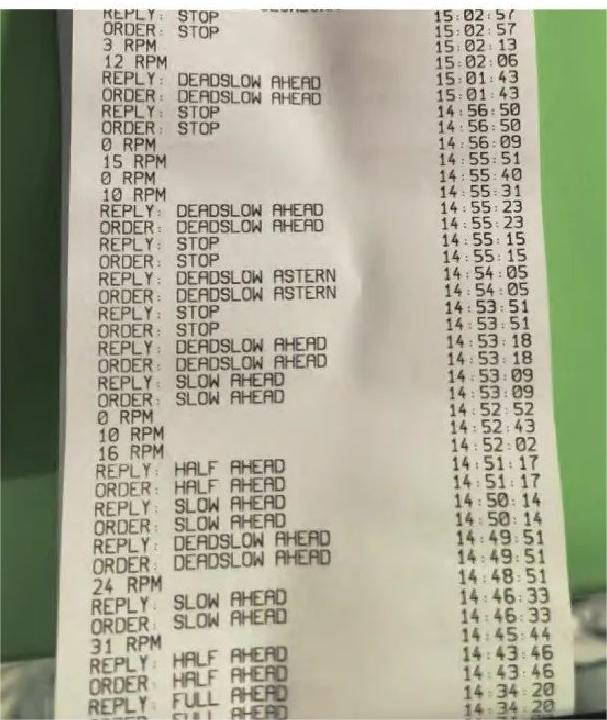 REPLY: STOP 15:02:57
ORDER: STOP 15:02:57
3 RPM 15:02:13
12 RPM 15:02:06
REPLY: DEADSLOW AHEAD 15:01:43
ORDER: DEADSLOW AHEAD 15:01:43
REPLY: STOP 14:56:50
ORDER: STOP 14:56:50
0 RPM 14:56:09
15 RPM 14:55:51
0 RPM 14:55:40
10 RPM 14:55:31
REPLY: DEADSLOW AHEAD 14:55:23
ORDER: DEADSLOW AHEAD 14:55:23
REPLY: STOP 14:55:15
ORDER: STOP 14:55:15
REPLY: DEADSLOW ASTERN 14:54:05
ORDER: DEADSLOW ASTERN 14:54:05
REPLY: STOP 14:53:51
ORDER: STOP 14:53:51
REPLY: DEADSLOW AHEAD 14:53:18
ORDER: DEADSLOW AHEAD 14:53:18
REPLY: SLOW AHEAD 14:53:09
ORDER: SLOW AHEAD 14:53:09
0 RPM 14:52:52
10 RPM 14:52:43
16 RPM 14:52:02
REPLY: HALF AHEAD 14:51:17
ORDER: HALF AHEAD 14:51:17
REPLY: SLOW AHEAD 14:50:14
ORDER: SLOW AHEAD 14:50:14
REPLY: DEADSLOW AHEAD 14:49:51
ORDER: DEADSLOW AHEAD 14:49:51
24 RPM 14:48:51
REPLY: SLOW AHEAD 14:46:33
ORDER: SLOW AHEAD 14:46:33
31 RPM 14:45:44
REPLY: HALF AHEAD 14:43:46
ORDER: HALF AHEAD 14:43:46
REPLY: FULL AHEAD 14:34:20
FULL AHEAD 14:34:20